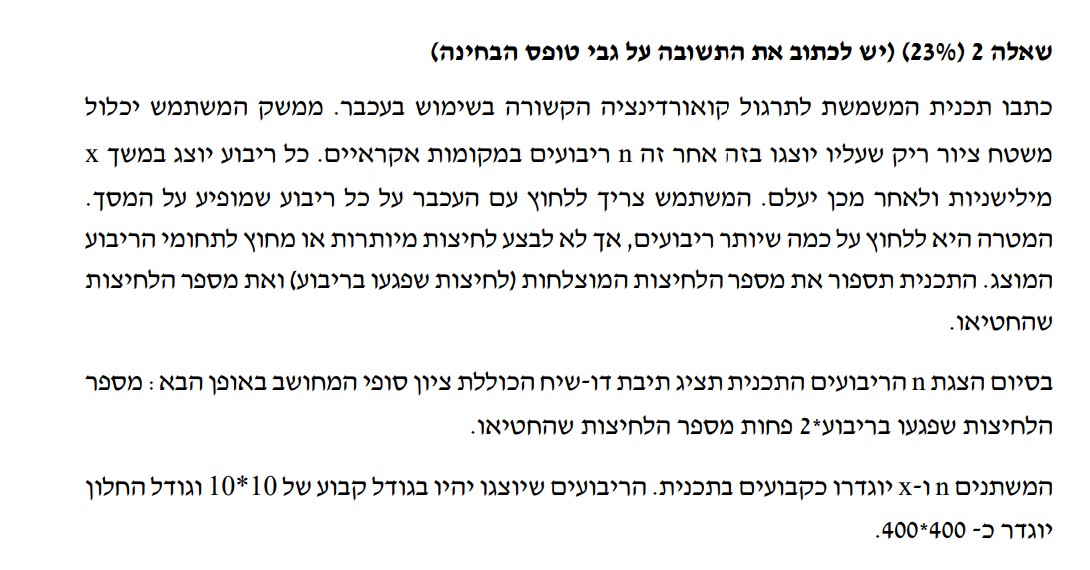 שאלה 2 (23%) (יש לכתוב את התשובה על גבי טופס הבחינה)
כתבו תכנית המשמשת לתרגול קואורדינציה הקשורה בשימוש בעכבר. ממשק המשתמש יכלול
משטח ציור ריק שעליו יוצגו בזה אחר זה n ריבועים במקומות אקראיים. כל ריבוע יוצג במשך x
מילישניות ולאחר מכן יעלם. המשתמש צריך ללחוץ עם העכבר על כל ריבוע שמופיע על המסך.
המטרה היא ללחוץ על כמה שיותר ריבועים, אך לא לבצע לחיצות מיותרות או מחוץ לתחומי הריבוע
המוצג. התכנית תספור את מספר הלחיצות המוצלחות (לחיצות שפגעו בריבוע) ואת מספר הלחיצות
שהחטיאו.
בסיום הצגת n הריבועים התכנית תציג תיבת דו-שיח הכוללת ציון סופי המחושב באופן הבא: מספר
הלחיצות שפגעו בריבוע*2 פחות מספר הלחיצות שהחטיאו.
המשתנים n ו-x יוגדרו כקבועים בתכנית. הריבועים שיוצגו יהיו בגודל קבוע של 10*10 וגודל החלון
יוגדר כ- 400*400.